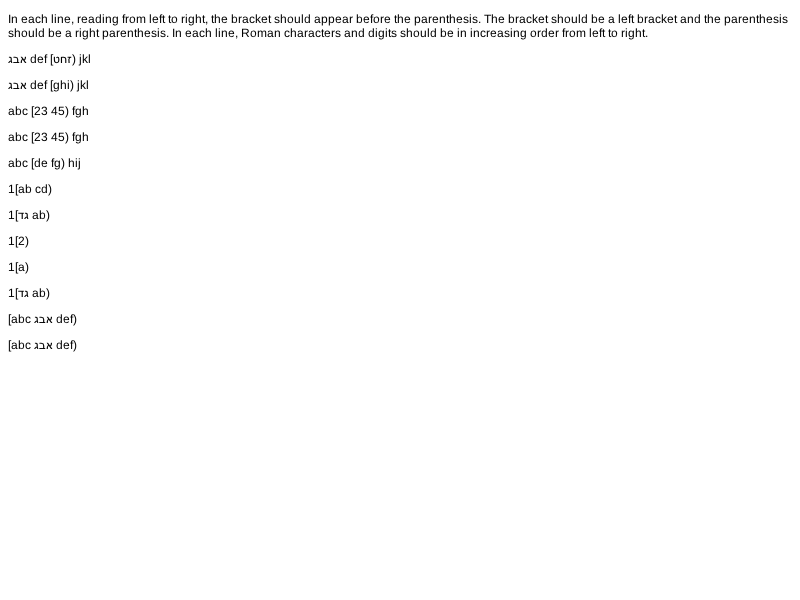 In each line, reading from left to right, the bracket should appear before the parenthesis. The bracket should be a left bracket and the parenthesis
should be a right parenthesis. In each line, Roman characters and digits should be in increasing order from left to right.
אבג def [זחט) jkl
אבג def [ghi) jkl
abc [23 45) fgh
abc [23 45) fgh
abc [de fg) hij
1[ab cd)
1[גד ab)
1[2)
1[a)
1[גד ab)
[abc אבג def)
[abc אבג def)